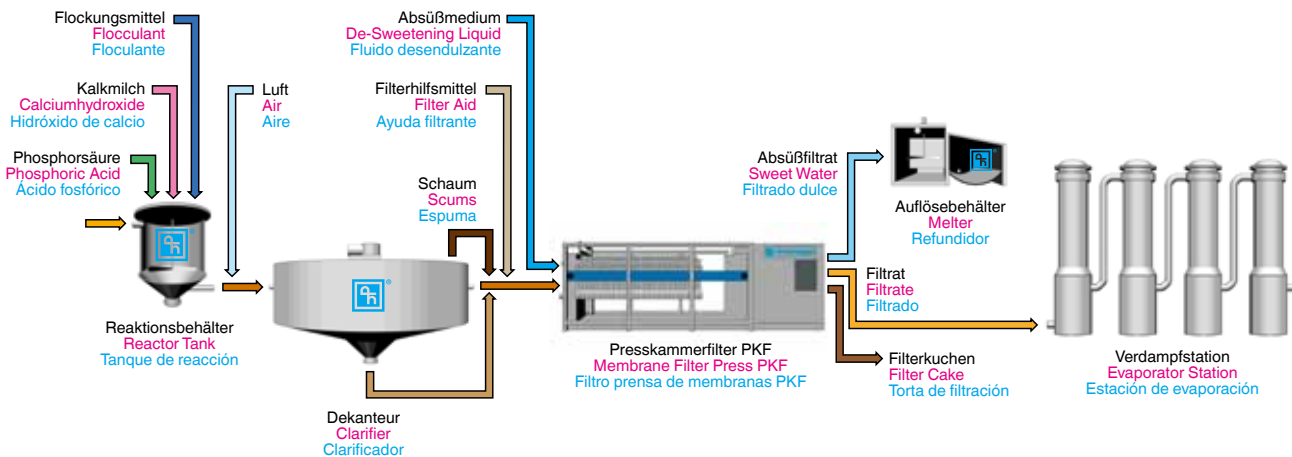 Flockungsmittel
Flocculant
Floculante
Kalkmilch
Calciumhydroxide
Hidróxido de calcio
Phosphorsäure
Phosphoric Acid
Ácido fosfórico
Reaktionsbehälter
Reactor Tank
Tanque de reacción
Luft
Air
Aire
Dekanteur
Clarifier
Clarificador
Schaum
Scums
Espuma
Absüßmedium
De-Sweetening Liquid
Fluido desendulzante
Filterhilfsmittel
Filter Aid
Ayuda filtrante
Presskammerfilter PKF
Membrane Filter Press PKF
Filtro prensa de membranas PKF
Absüßfiltrat
Sweet Water
Filtrado dulce
Auflösebehälter
Melter
Refundidor
Filtrat
Filtrate
Filtrado
Filterkuchen
Filter Cake
Torta de filtración
Verdampfstation
Evaporator Station
Estación de evaporación